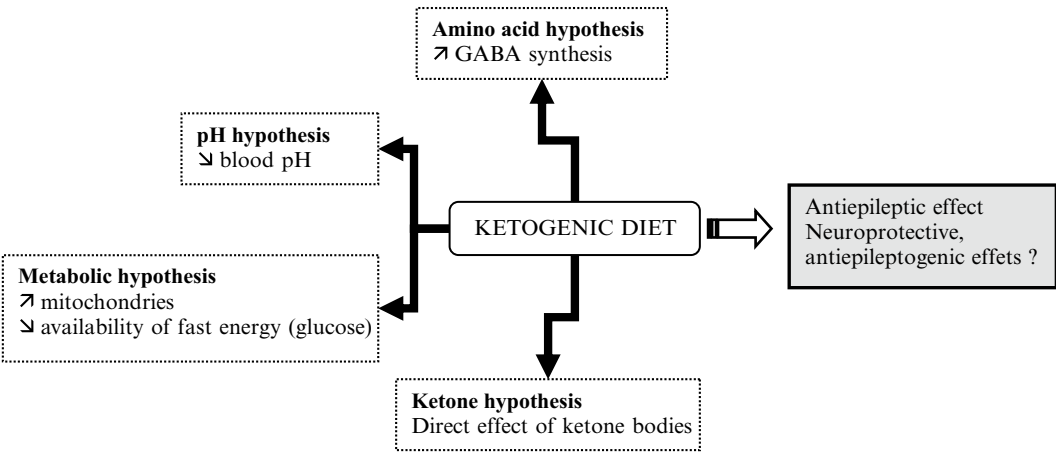 Amino acid hypothesis
↗ GABA synthesis
pH hypothesis
↘ blood pH
KETOGENIC DIET
Antiepileptic effect
Neuroprotective,
antiepileptogenic effets ?
Metabolic hypothesis
↗ mitochondries
↘ availability of fast energy (glucose)
Ketone hypothesis
Direct effect of ketone bodies